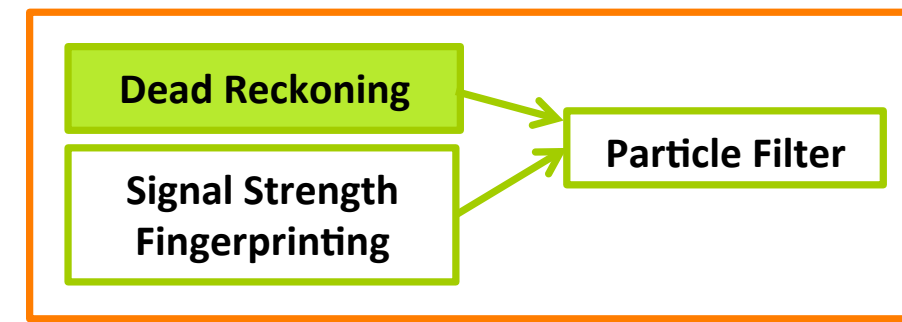 Dead Reckoning
Signal Strength
Fingerprinting
Particle Filter